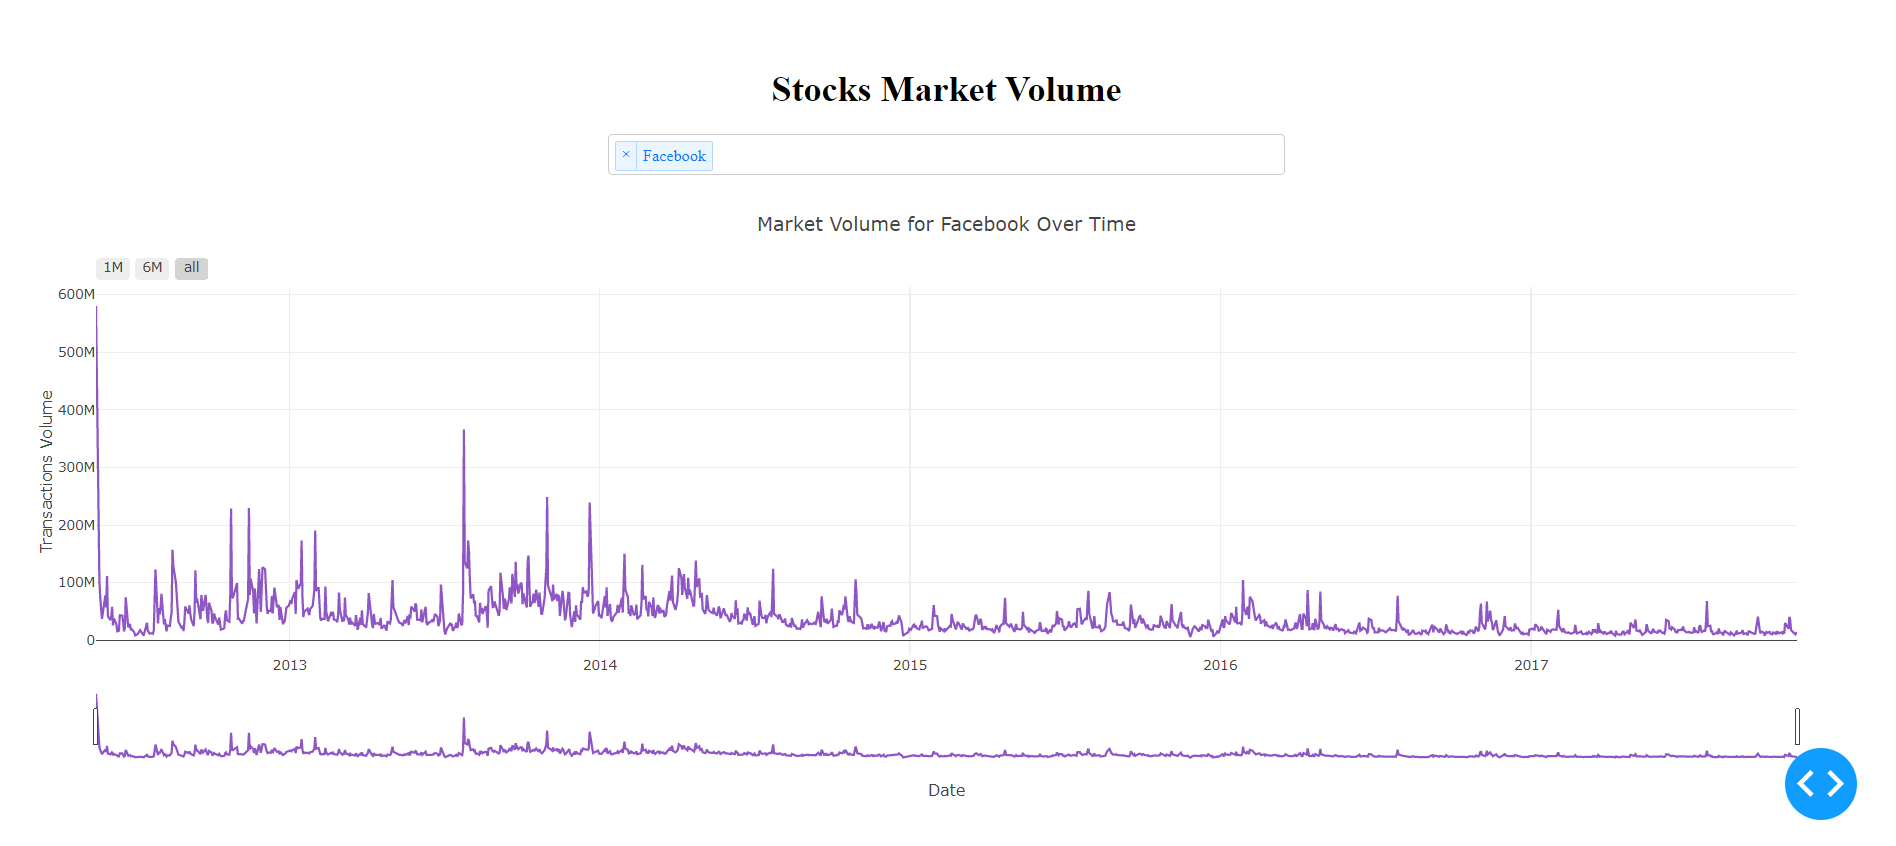 Stocks Market Volume
× Facebook
Market Volume for Facebook Over Time
1M 6M all
600M
500M
400M
300M
200M
100M
0
Transactions Volume
2013 2014 2015 2016 2017
Date